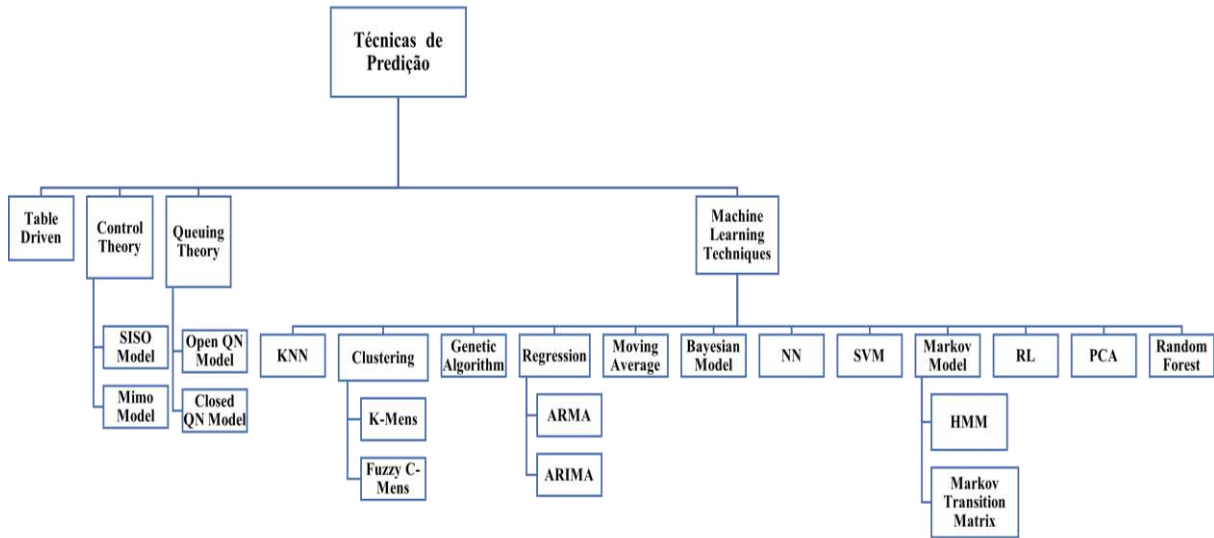 Técnicas de
Predição
Table
Driven
Control
Theory
Queuing
Theory
Machine
Learning
Techniques
SISO
Model
Mimo
Model
Open QN
Model
Closed
QN Model
KNN
Clustering
Genetic
Algorithm
Regression
Moving
Average
Bayesian
Model
NN
SVM
Markov
Model
RL
PCA
Random
Forest
K-Mens
Fuzzy C-
Mens
ARMA
ARIMA
HMM
Markov
Transition
Matrix